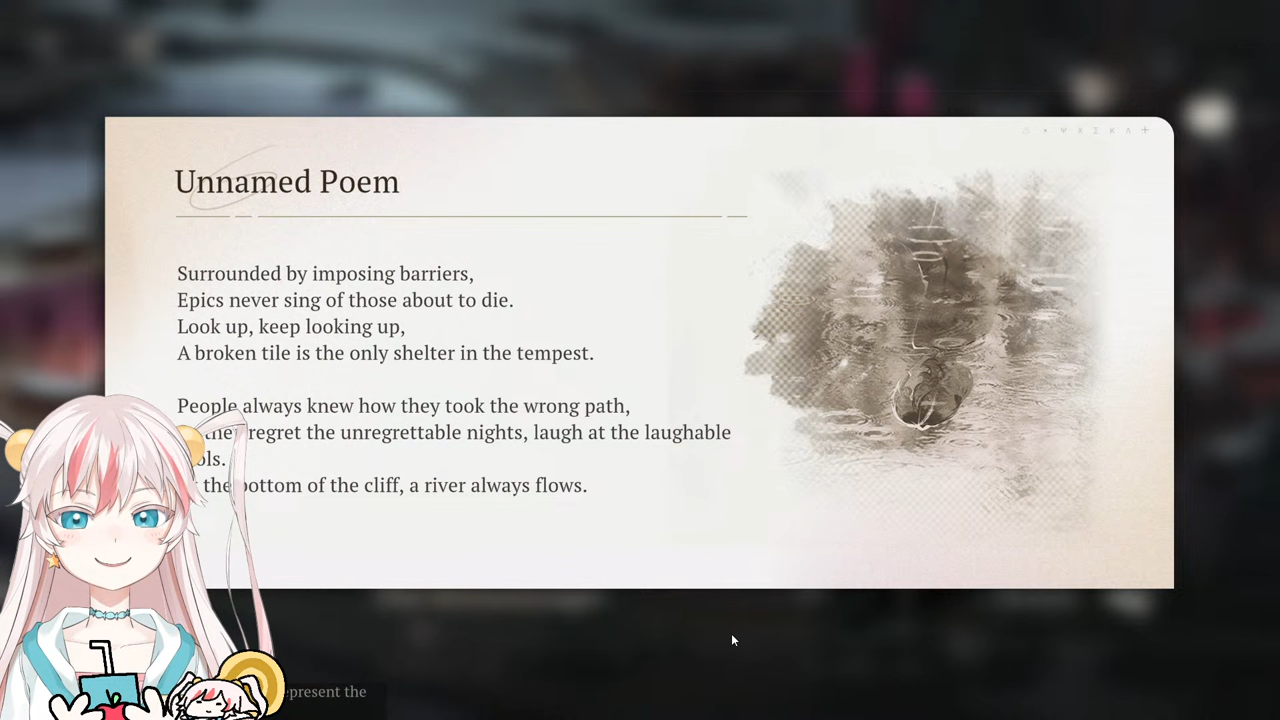 Unnamed Poem
Surrounded by imposing barriers,
Epics never sing of those about to die.
Look up, keep looking up,
A broken tile is the only shelter in the tempest.
People always knew how they took the wrong path,
regret the unregrettable nights, laugh at the laughable
the bottom of the cliff, a river always flows.
the